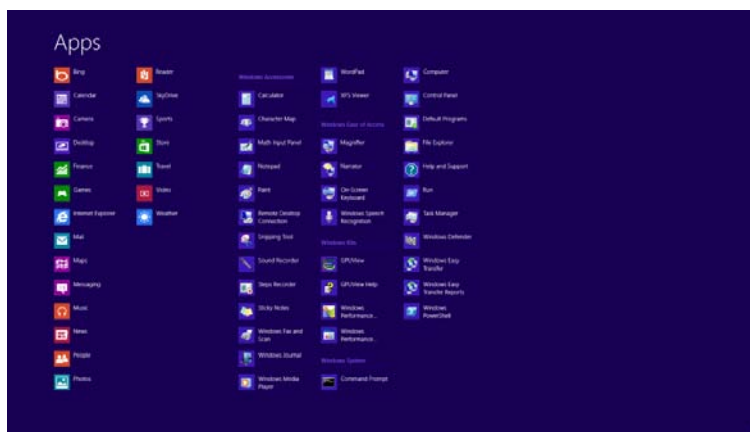 Apps
Bing
Calendar
Camera
Desktop
Finance
Games
Internet Explorer
Mail
Maps
Messaging
Music
News
People
Photos
Reader
SkyDrive
Sports
Store
Travel
Video
Weather
Windows Accessories
Calculator
Character Map
Math Input Panel
Notepad
Paint
Remote Desktop
Connection
Snipping Tool
Sound Recorder
Steps Recorder
Sticky Notes
Windows Fax and
Scan
Windows Journal
Windows Media
Player
WordPad
XPS Viewer
Windows Ease of Access
Magnifier
Narrator
On-Screen
Keyboard
Windows Speech
Recognition
Windows Kits
GPUView
GPUView Help
Windows
Performance...
Windows
Performance...
Windows System
Command Prompt
Computer
Control Panel
Default Programs
File Explorer
Help and Support
Run
Task Manager
Windows Defender
Windows Easy
Transfer
Windows Easy
Transfer Reports
Windows
PowerShell